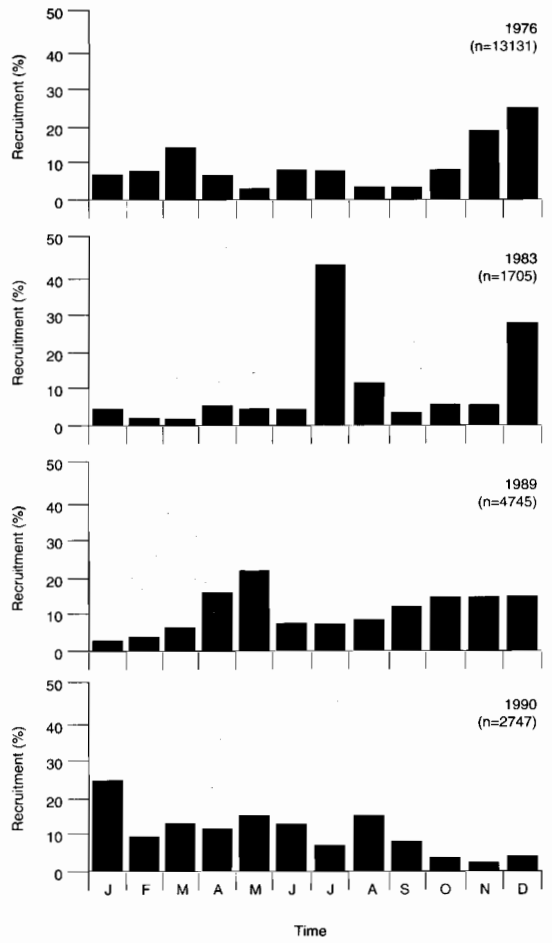 50
40
30
20
10
0
Recruitment (%)
1976
(n=13131)
50
40
30
20
10
0
Recruitment (%)
1983
(n=1705)
50
40
30
20
10
0
Recruitment (%)
1989
(n=4745)
50
40
30
20
10
0
Recruitment (%)
1990
(n=2747)
J F M A M J J A S O N D
Time